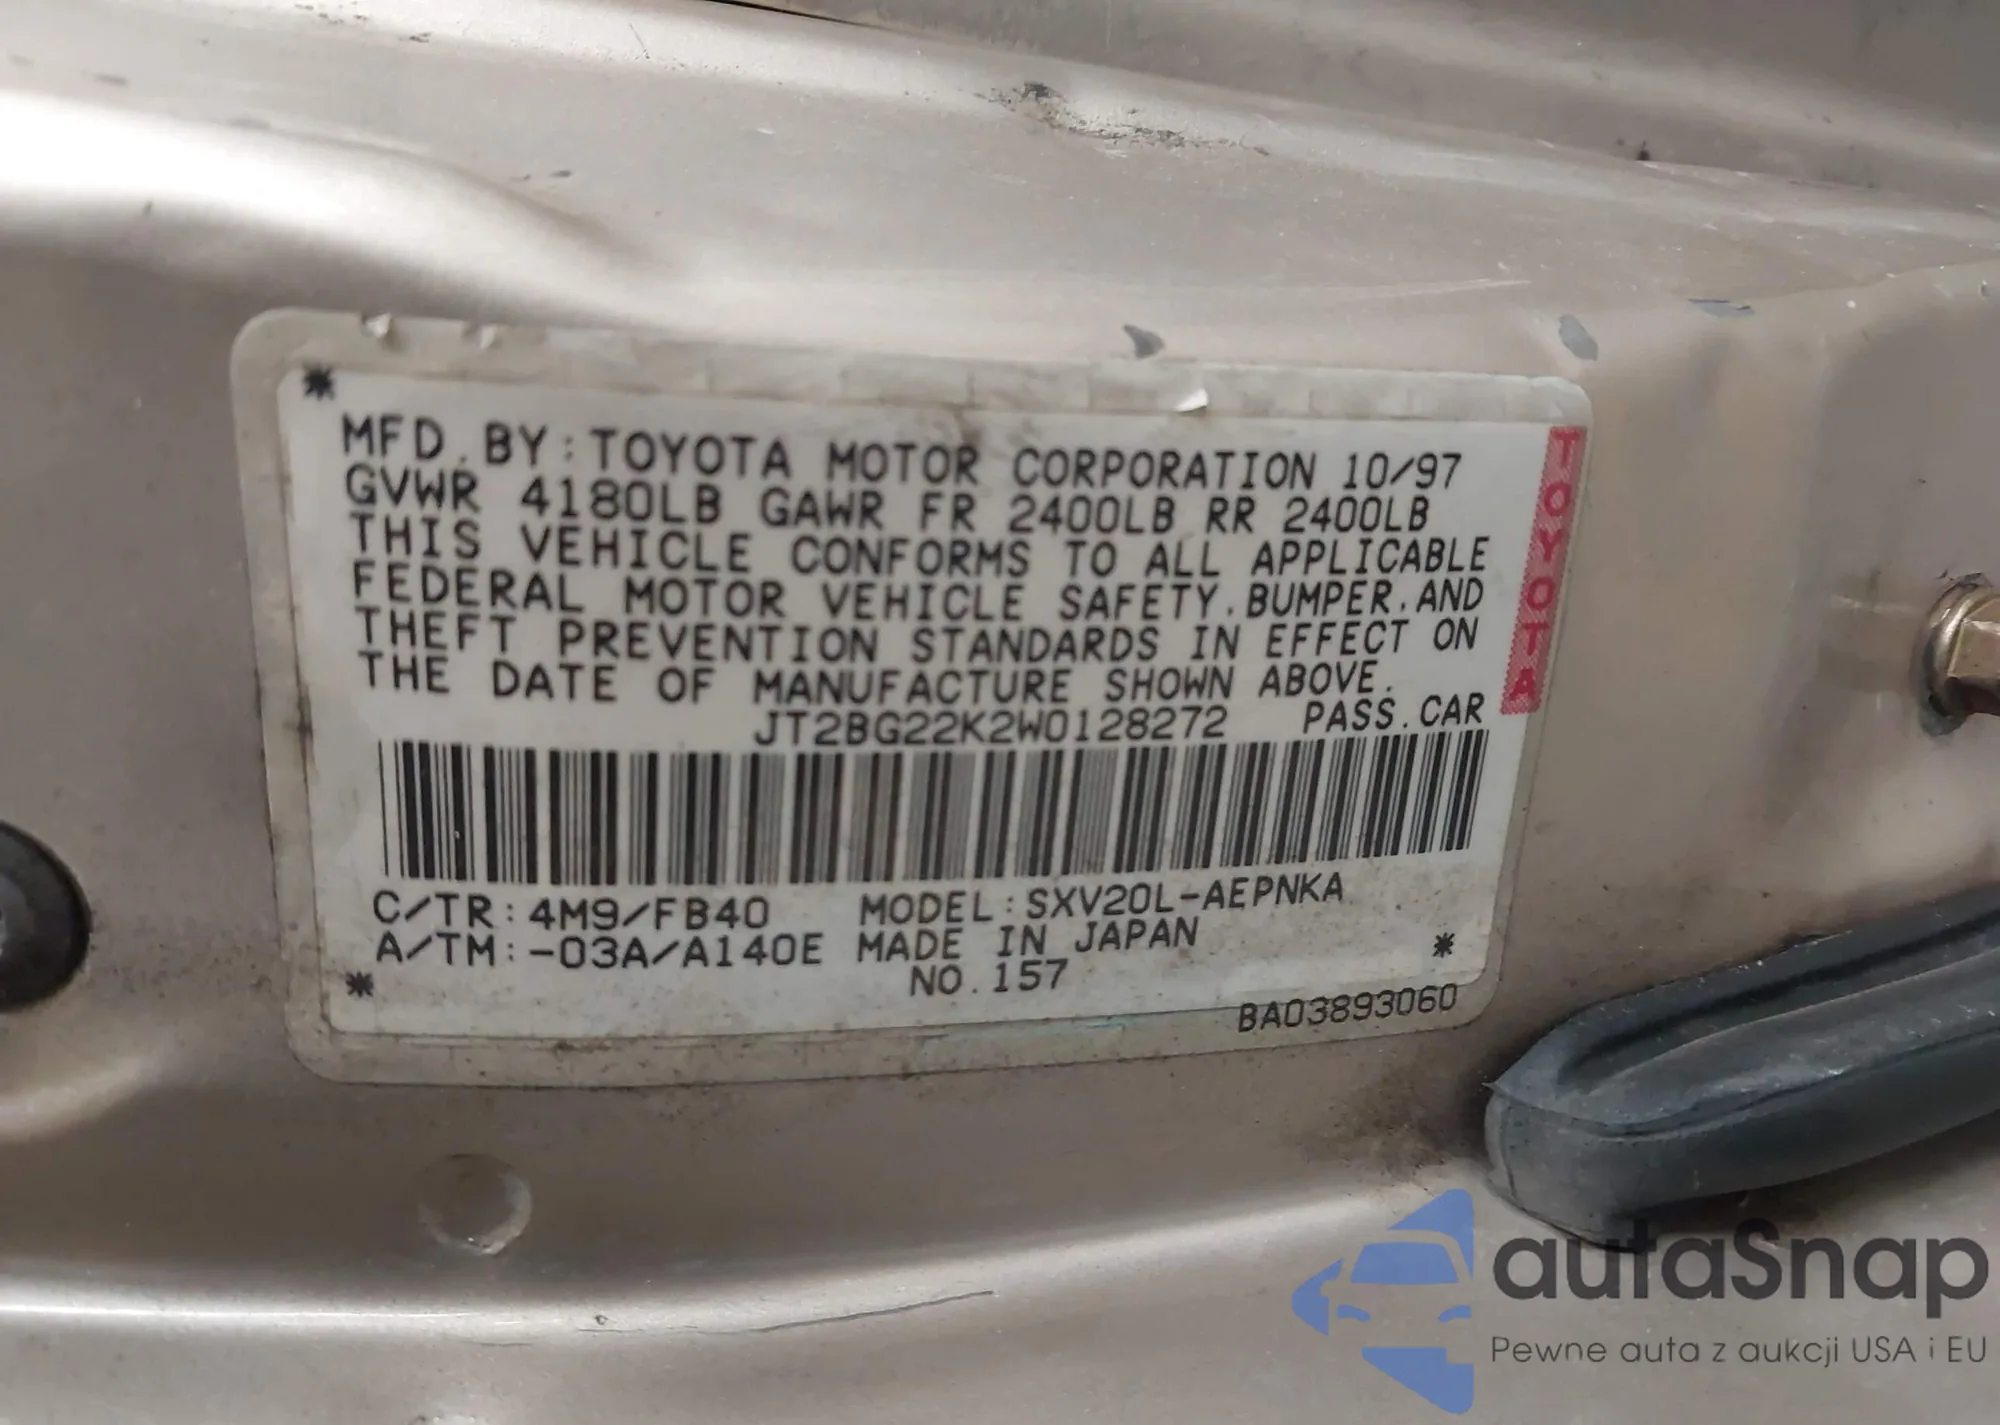 MFD. BY: TOYOTA MOTOR CORPORATION 10/97
GVWR 4180LB GAWR FR 2400LB RR 2400LB
THIS VEHICLE CONFORMS TO ALL APPLICABLE
FEDERAL MOTOR VEHICLE SAFETY, BUMPER, AND
THEFT PREVENTION STANDARDS IN EFFECT ON
THE DATE OF MANUFACTURE SHOWN ABOVE.
JT2BG22K2W0128272 PASS. CAR
C/TR: 4M9/FB40 MODEL: SXV20L-AEPNKA
A/TM: -03A/A140E MADE IN JAPAN
NO. 157
BA03893060
TOYOTA
autaSnap
Pewne auta z aukcji USA i EU